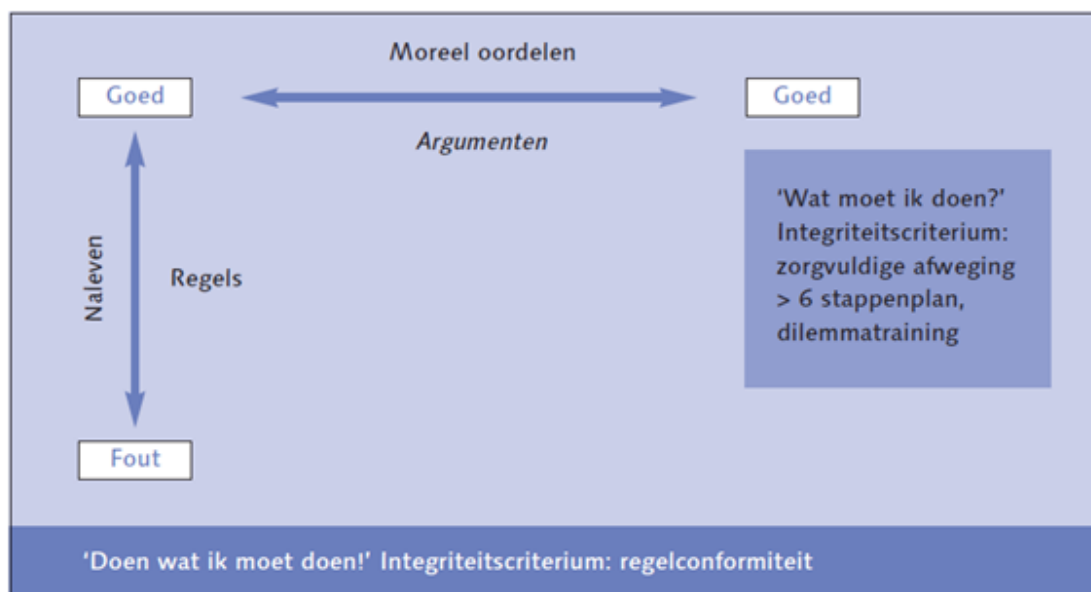 Moreel oordelen
Goed
Goed
Argumenten
'Wat moet ik doen?'
Integriteitscriterium:
zorgvuldige afweging
> 6 stappenplan,
dilemmatraining
Naleven
Regels
Fout
'Doen wat ik moet doen!' Integriteitscriterium: regelconformiteit